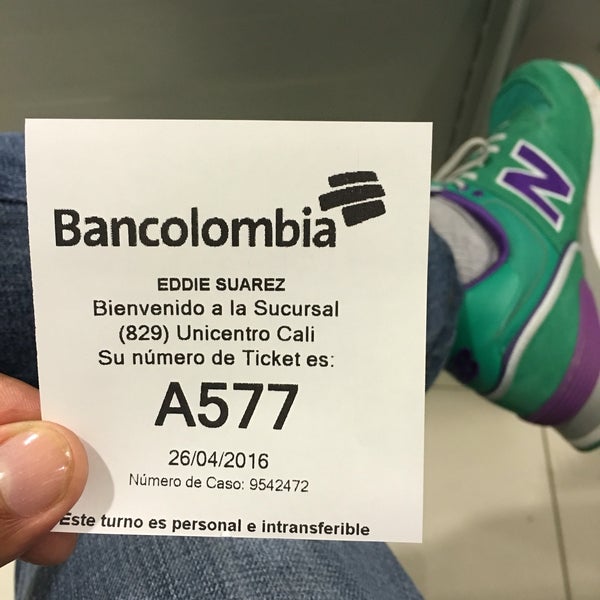 Bancolombia
EDDIE SUAREZ
Bienvenido a la Sucursal
(829) Unicentro Cali
Su número de Ticket es:
A577
26/04/2016
Número de Caso: 9542472
Este turno es personal e intransferible
N